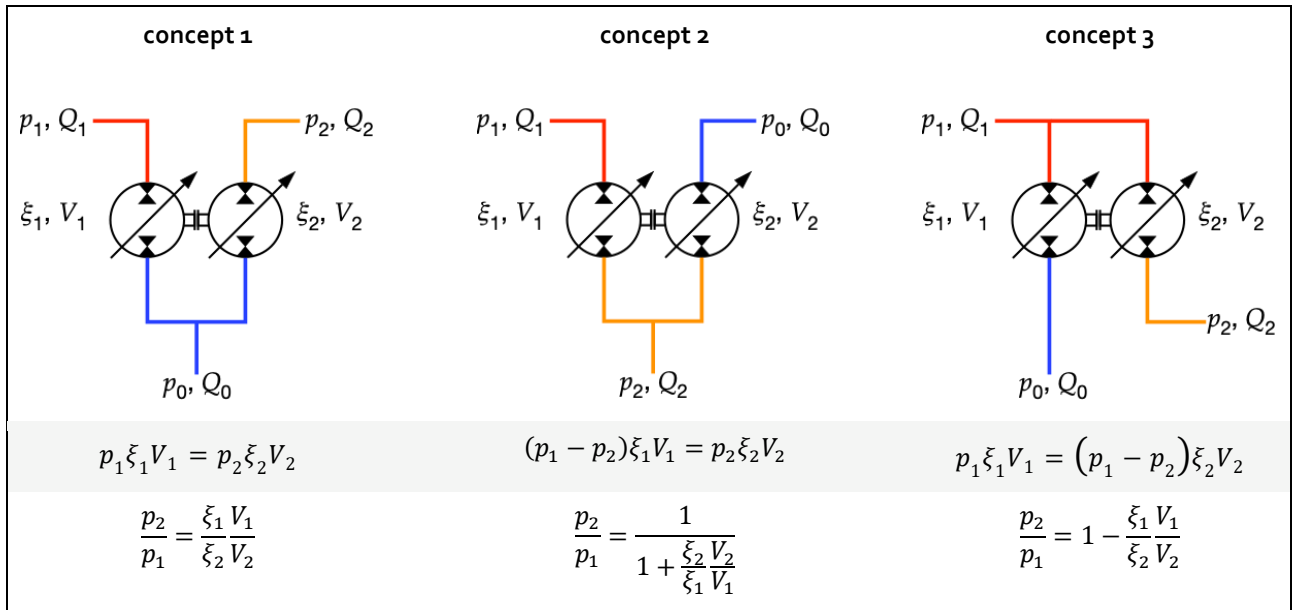 concept 1
p₁, Q₁
p₂, Q₂
ξ₁, V₁
ξ₂, V₂
p₀, Q₀
p₁ξ₁V₁ = p₂ξ₂V₂
p₂/p₁ = ξ₁/ξ₂ V₁/V₂
concept 2
p₁, Q₁
p₀, Q₀
ξ₁, V₁
ξ₂, V₂
p₂, Q₂
(p₁ − p₂)ξ₁V₁ = p₂ξ₂V₂
p₂/p₁ = 1/(1 + ξ₂/ξ₁ V₂/V₁)
concept 3
p₁, Q₁
ξ₁, V₁
ξ₂, V₂
p₂, Q₂
p₀, Q₀
p₁ξ₁V₁ = (p₁ − p₂)ξ₂V₂
p₂/p₁ = 1 − ξ₁/ξ₂ V₁/V₂